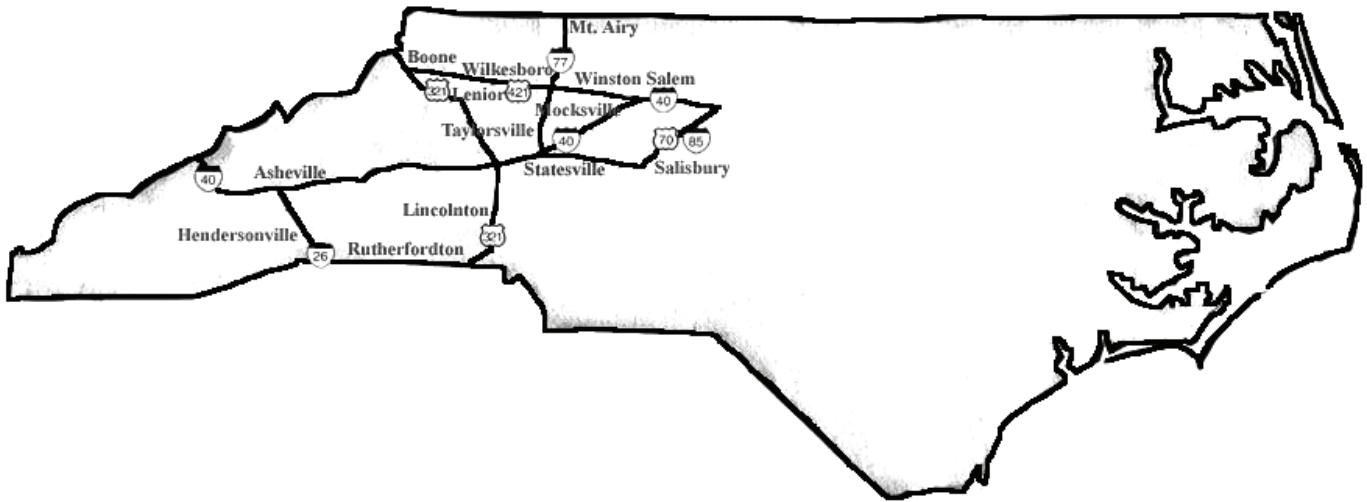 Mt. Airy
Boone
77
Wilkesboro
Winston Salem
321
Lenior
421
40
Mocksville
Taylorsville
40
70
85
Statesville
Salisbury
Asheville
40
Lincolnton
Hendersonville
321
Rutherfordton
26